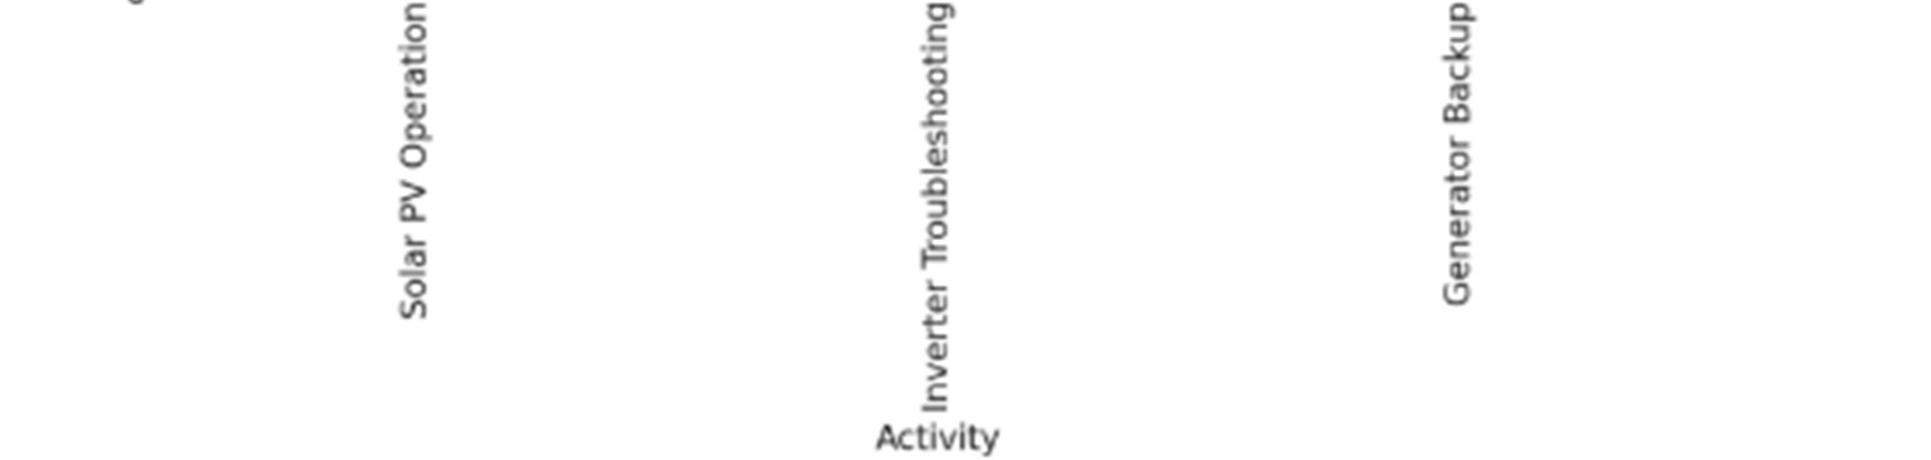 Solar PV Operation
Inverter Troubleshooting
Generator Backup
Activity